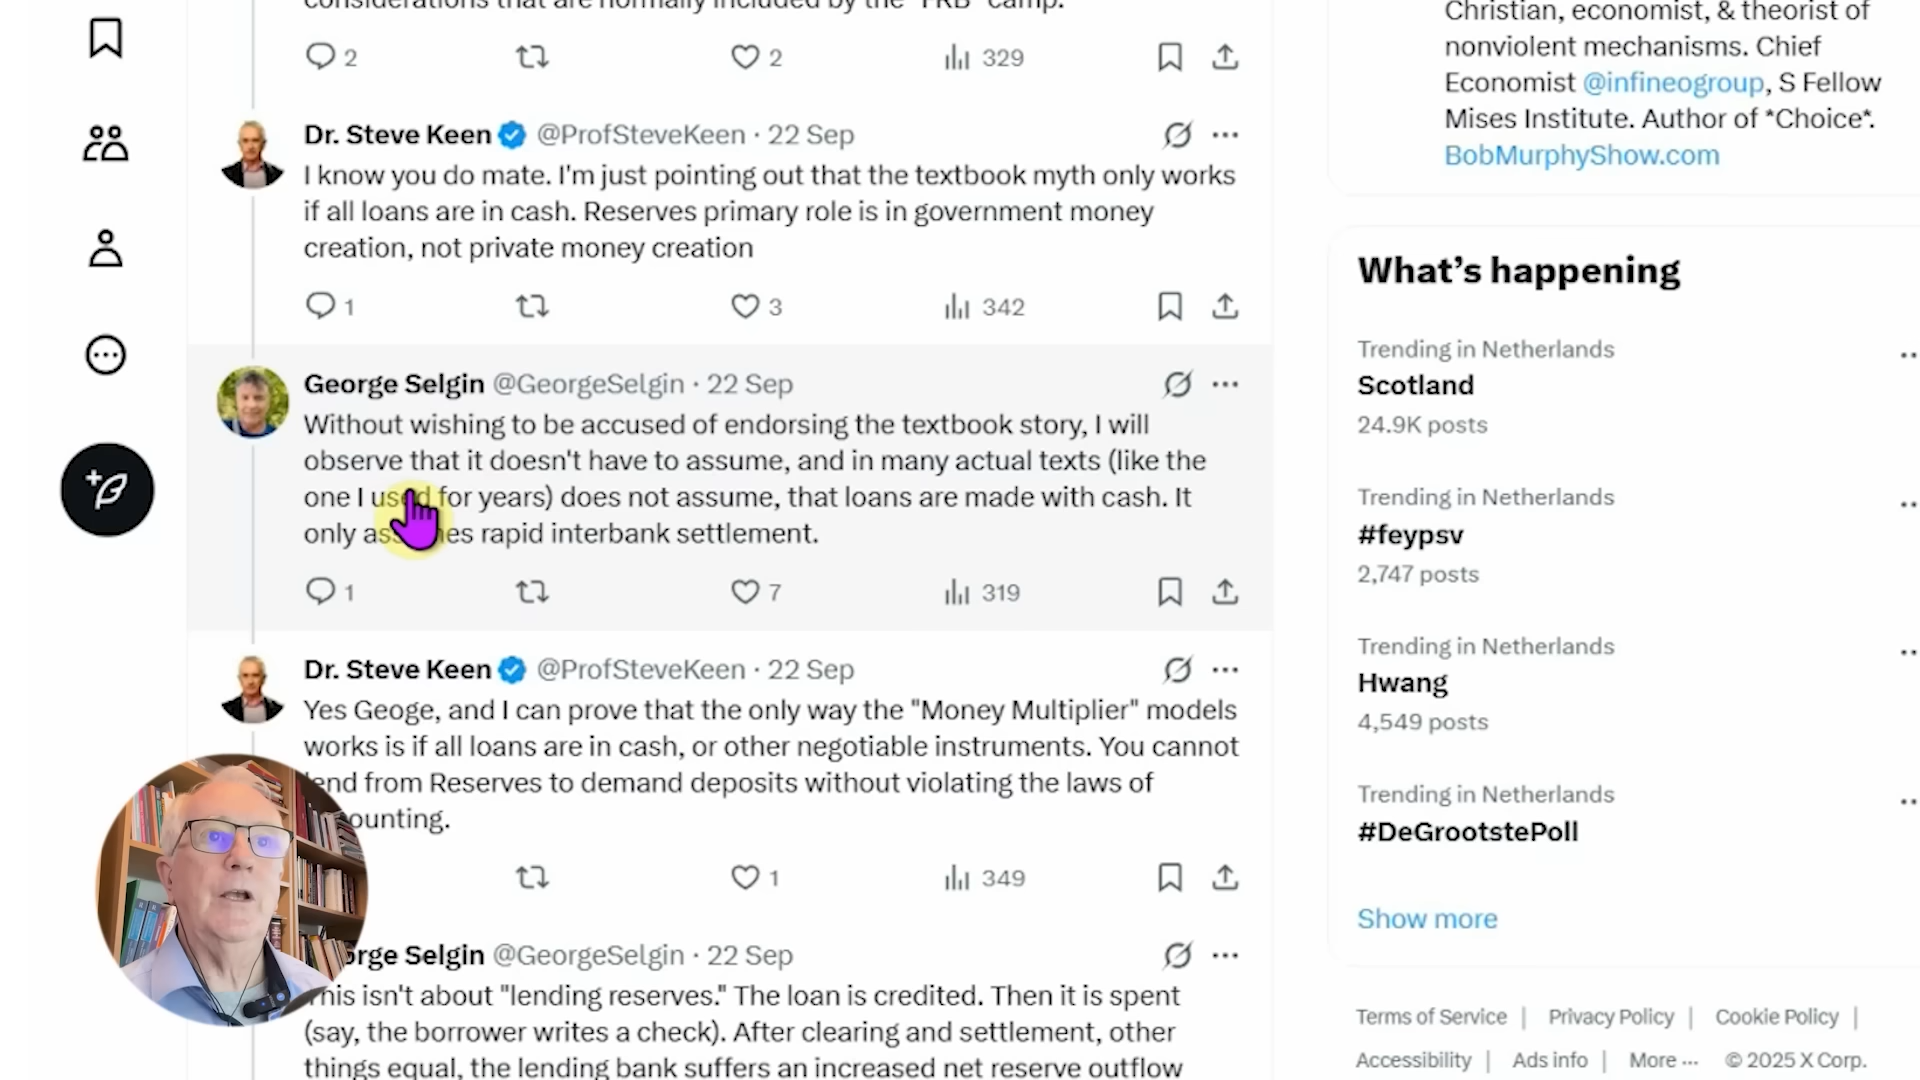 considerations that are normally included by the "FRB" camp.
2
2
329
Dr. Steve Keen @ProfSteveKeen · 22 Sep
I know you do mate. I'm just pointing out that the textbook myth only works
if all loans are in cash. Reserves primary role is in government money
creation, not private money creation
1
3
342
George Selgin @GeorgeSelgin · 22 Sep
Without wishing to be accused of endorsing the textbook story, I will
observe that it doesn't have to assume, and in many actual texts (like the
one I used for years) does not assume, that loans are made with cash. It
only assumes rapid interbank settlement.
1
7
319
Dr. Steve Keen @ProfSteveKeen · 22 Sep
Yes Geoge, and I can prove that the only way the "Money Multiplier" models
works is if all loans are in cash, or other negotiable instruments. You cannot
lend from Reserves to demand deposits without violating the laws of
accounting.
1
349
George Selgin @GeorgeSelgin · 22 Sep
This isn't about "lending reserves." The loan is credited. Then it is spent
(say, the borrower writes a check). After clearing and settlement, other
things equal, the lending bank suffers an increased net reserve outflow
Christian, economist, & theorist of
nonviolent mechanisms. Chief
Economist @infineogroup, S Fellow
Mises Institute. Author of *Choice*.
BobMurphyShow.com
What's happening
Trending in Netherlands
Scotland
24.9K posts
Trending in Netherlands
#feypsv
2,747 posts
Trending in Netherlands
Hwang
4,549 posts
Trending in Netherlands
#DeGrootstePoll
Show more
Terms of Service | Privacy Policy | Cookie Policy |
Accessibility | Ads info | More ··· © 2025 X Corp.